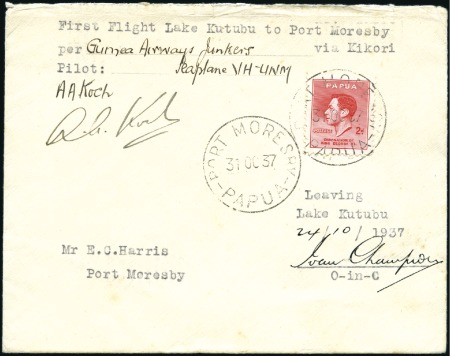 First Flight Lake Kutubu to Port Moresby
per Guinea Airways Junkers via Kikori
Pilot: Seaplane VH-UNM
AAKoch
PAPUA
2d
PORT MORESBY
31 OC 37
PAPUA
Leaving
Lake Kutubu
24/10/1937
Ivan Champion
O-in-C
Mr E.C.Harris
Port Moresby